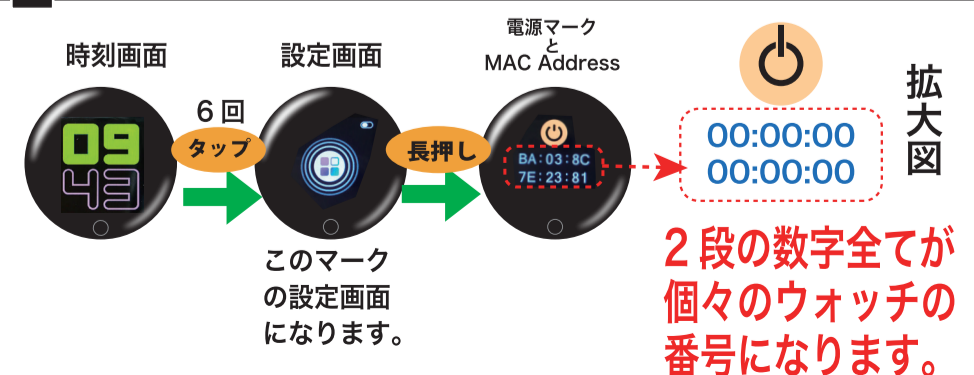 時刻画面
09
43
6回
タップ
設定画面
このマーク
の設定画面
になります。
長押し
電源マーク
と
MAC Address
BA:03:8C
7E:23:81
00:00:00
00:00:00
拡大図
2段の数字全てが
個々のウォッチの
番号になります。